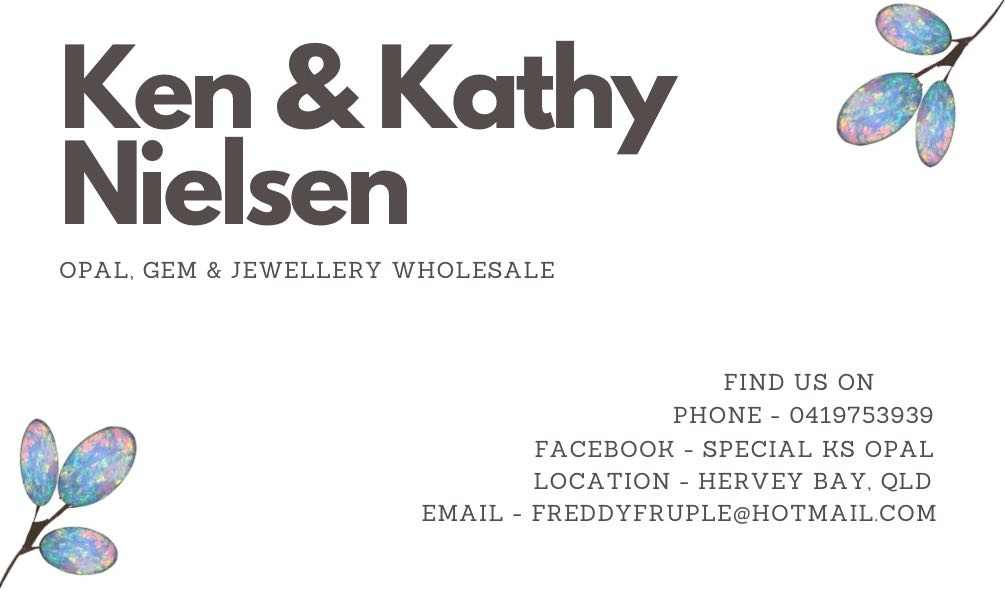 Ken & Kathy
Nielsen
OPAL, GEM & JEWELLERY WHOLESALE
FIND US ON
PHONE - 0419753939
FACEBOOK - SPECIAL KS OPAL
LOCATION - HERVEY BAY, QLD
EMAIL - FREDDYFRUPLE@HOTMAIL.COM